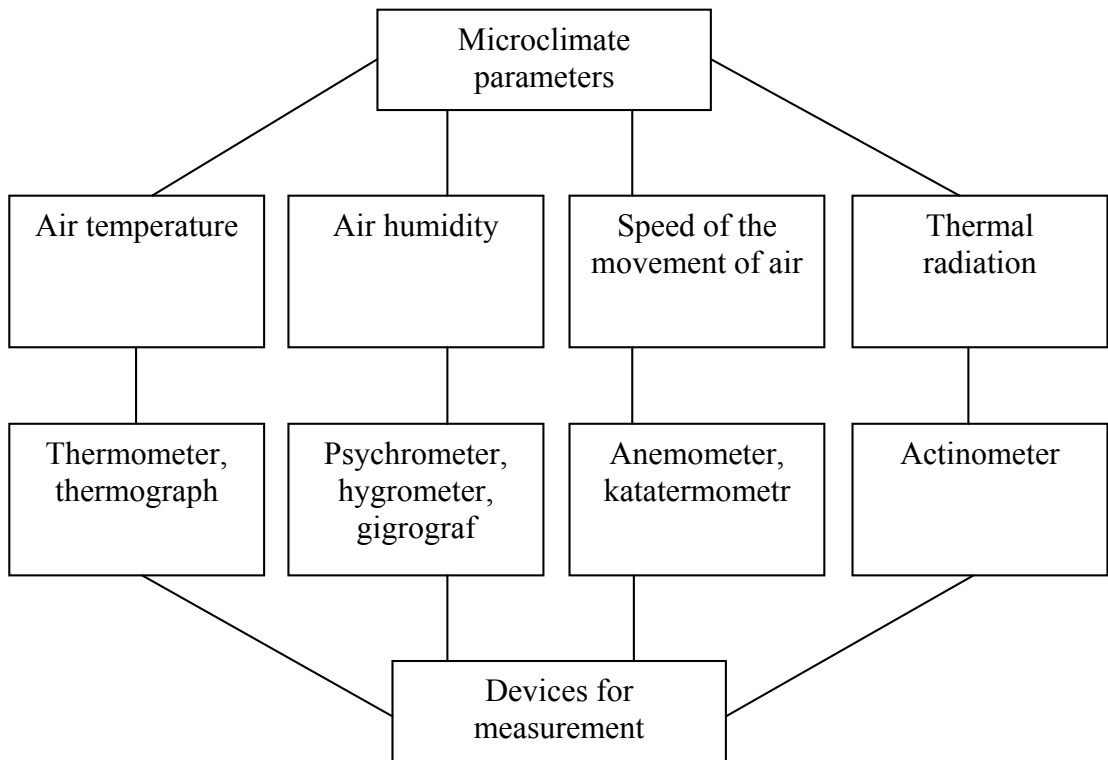 Microclimate
parameters
Air temperature
Air humidity
Speed of the
movement of air
Thermal
radiation
Thermometer,
thermograph
Psychrometer,
hygrometer,
gigrograf
Anemometer,
katatermometr
Actinometer
Devices for
measurement